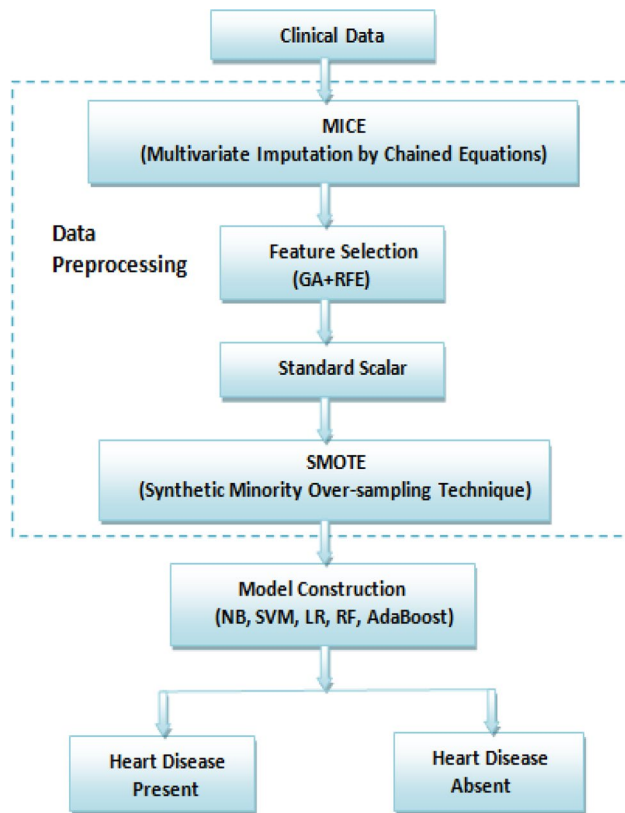 Clinical Data
MICE
(Multivariate Imputation by Chained Equations)
Data
Preprocessing
Feature Selection
(GA+RFE)
Standard Scalar
SMOTE
(Synthetic Minority Over-sampling Technique)
Model Construction
(NB, SVM, LR, RF, AdaBoost)
Heart Disease
Present
Heart Disease
Absent